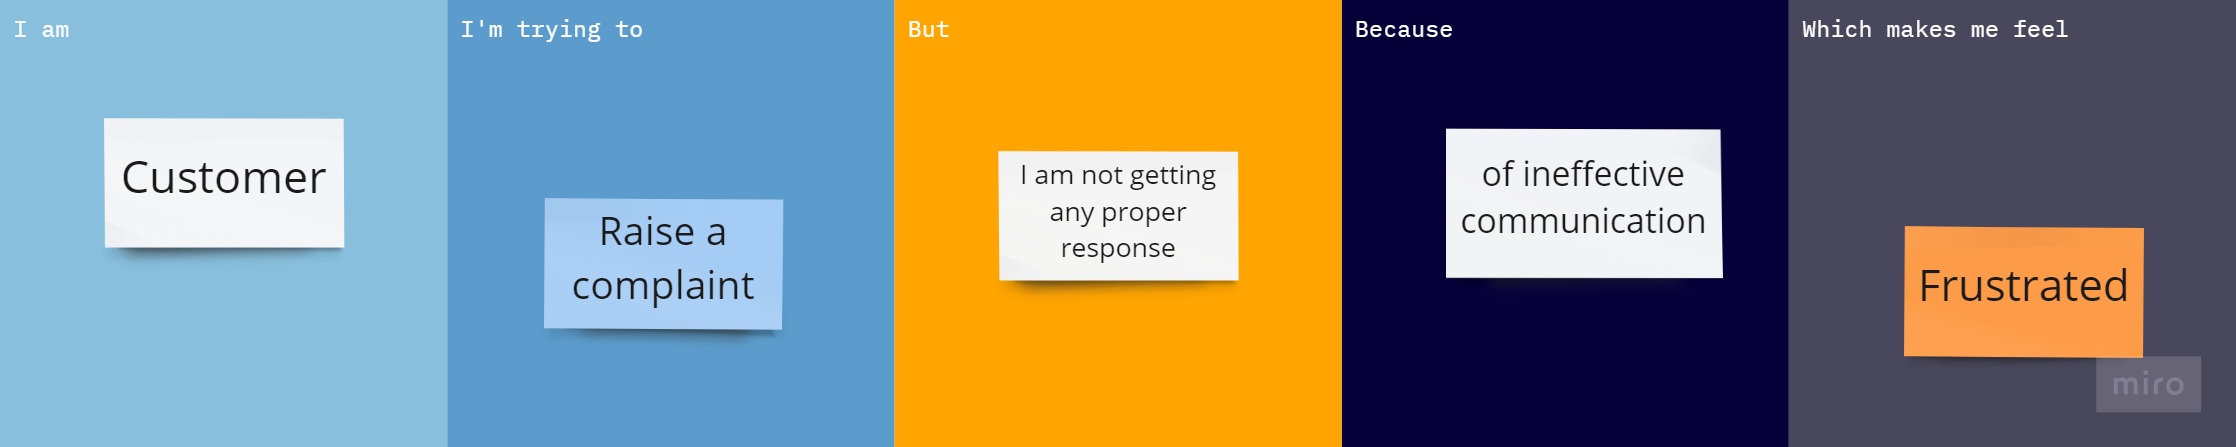 I am
Customer
I'm trying to
Raise a
complaint
But
I am not getting
any proper
response
Because
of ineffective
communication
Which makes me feel
Frustrated
miro